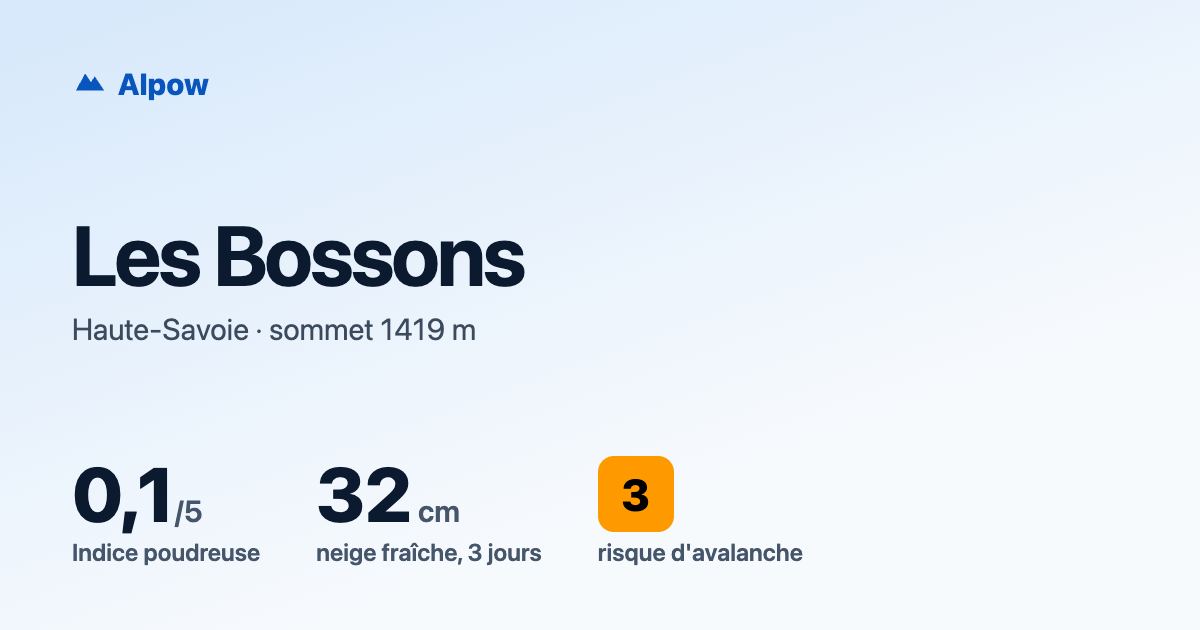 Alpow
Les Bossons
Haute-Savoie · sommet 1419 m
0,1/5
Indice poudreuse
32 cm
neige fraîche, 3 jours
3
risque d'avalanche